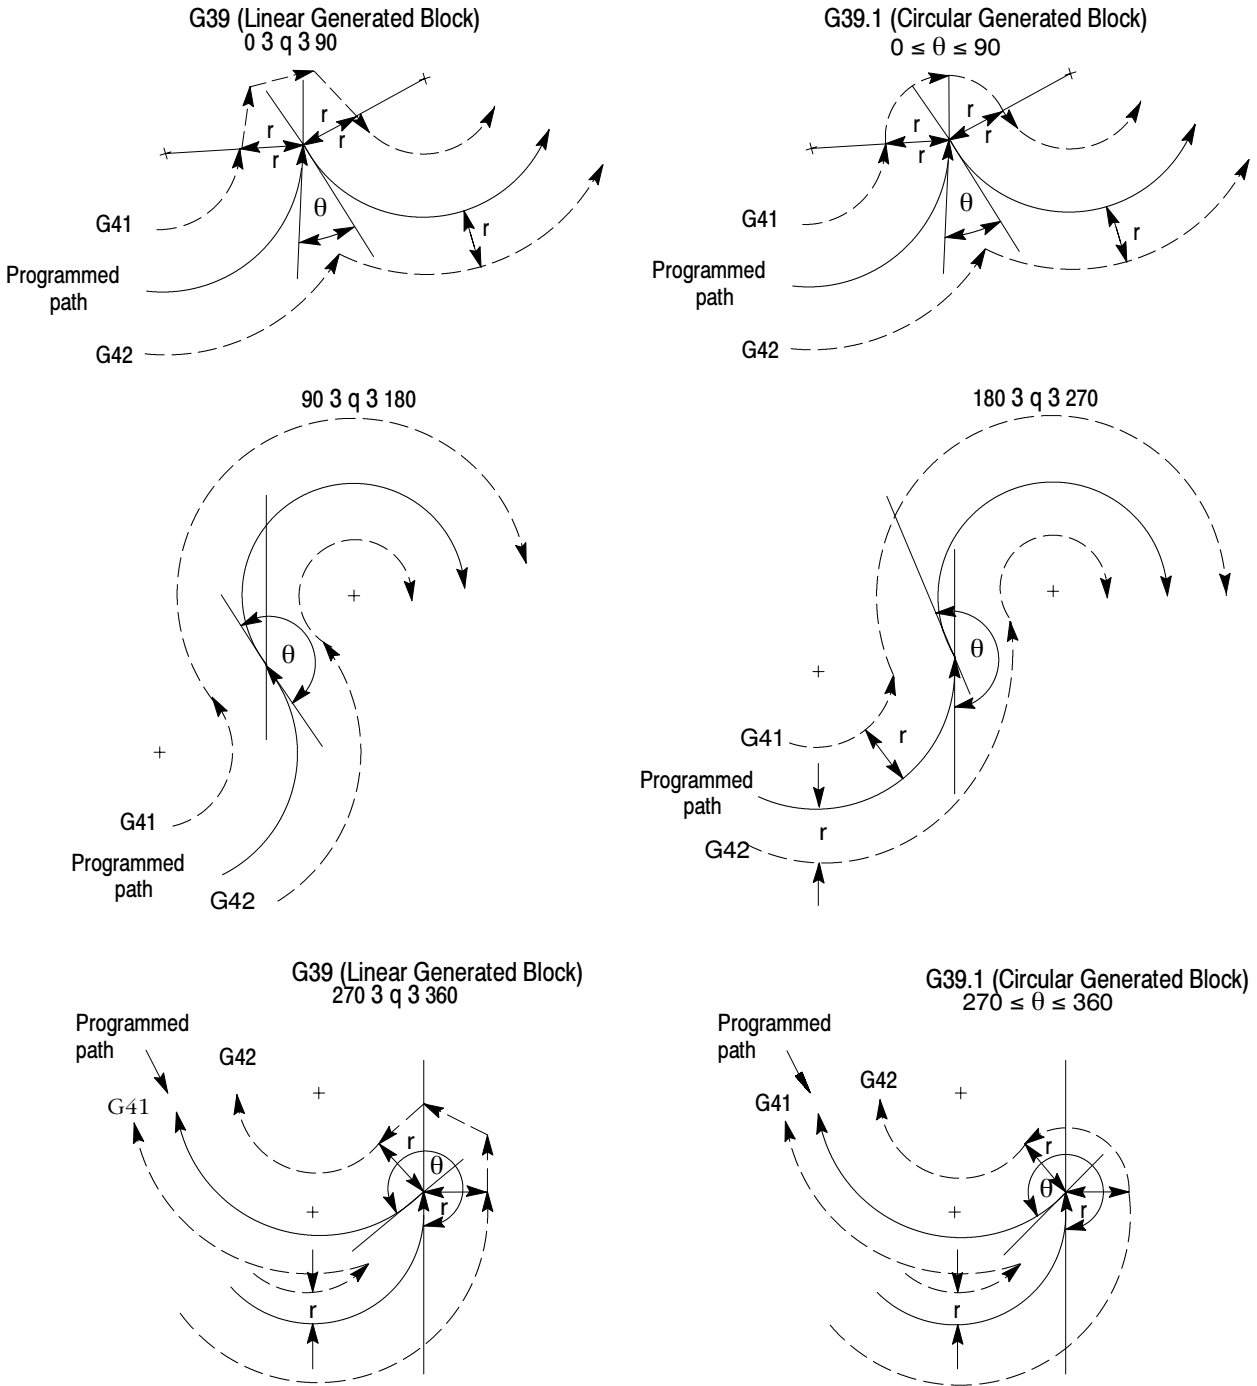 G39 (Linear Generated Block)
0 3 q 3 90
r
r
r
r
θ
r
G41
Programmed
path
G42
G39.1 (Circular Generated Block)
0 ≤ θ ≤ 90
r
r
r
r
θ
r
G41
Programmed
path
G42
90 3 q 3 180
θ
G41
Programmed
path
G42
180 3 q 3 270
θ
G41
r
Programmed
path
r
G42
G39 (Linear Generated Block)
270 3 q 3 360
Programmed
path
G42
G41
r
θ
r
r
G39.1 (Circular Generated Block)
270 ≤ θ ≤ 360
Programmed
path
G42
G41
r
θ
r
r